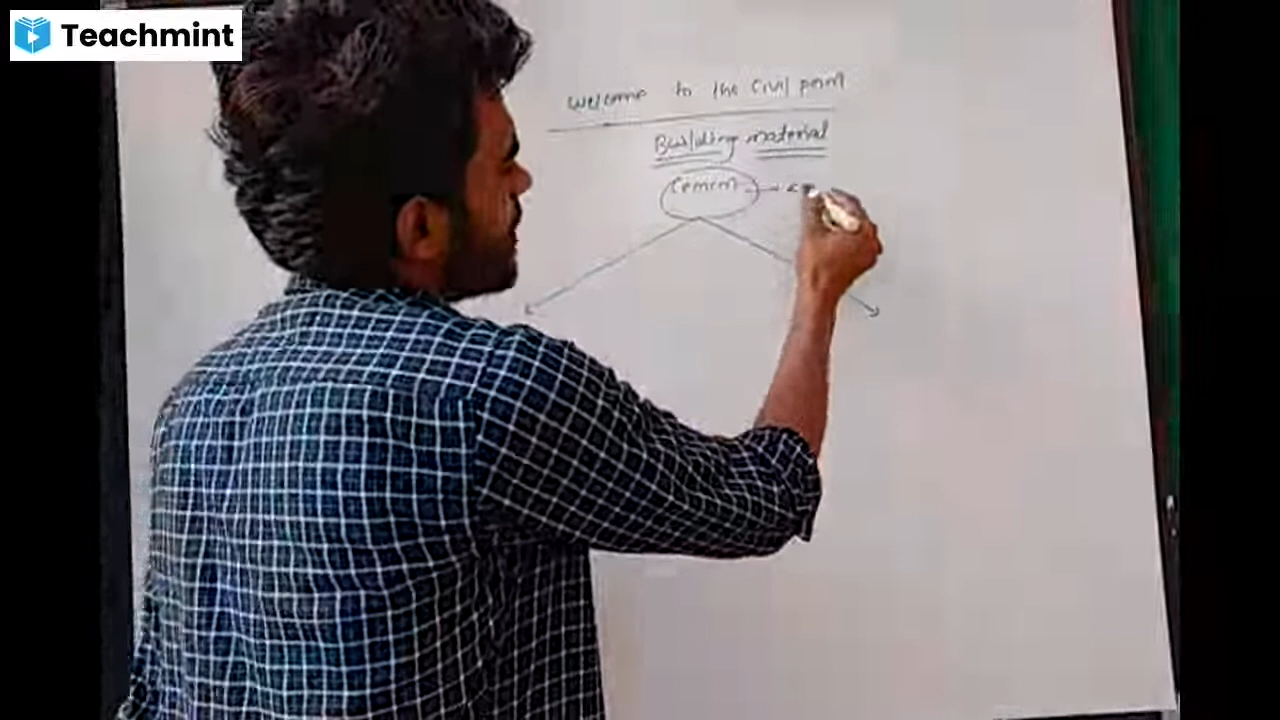 Teachmint
Welcome to the Civil point
Building material
Cement